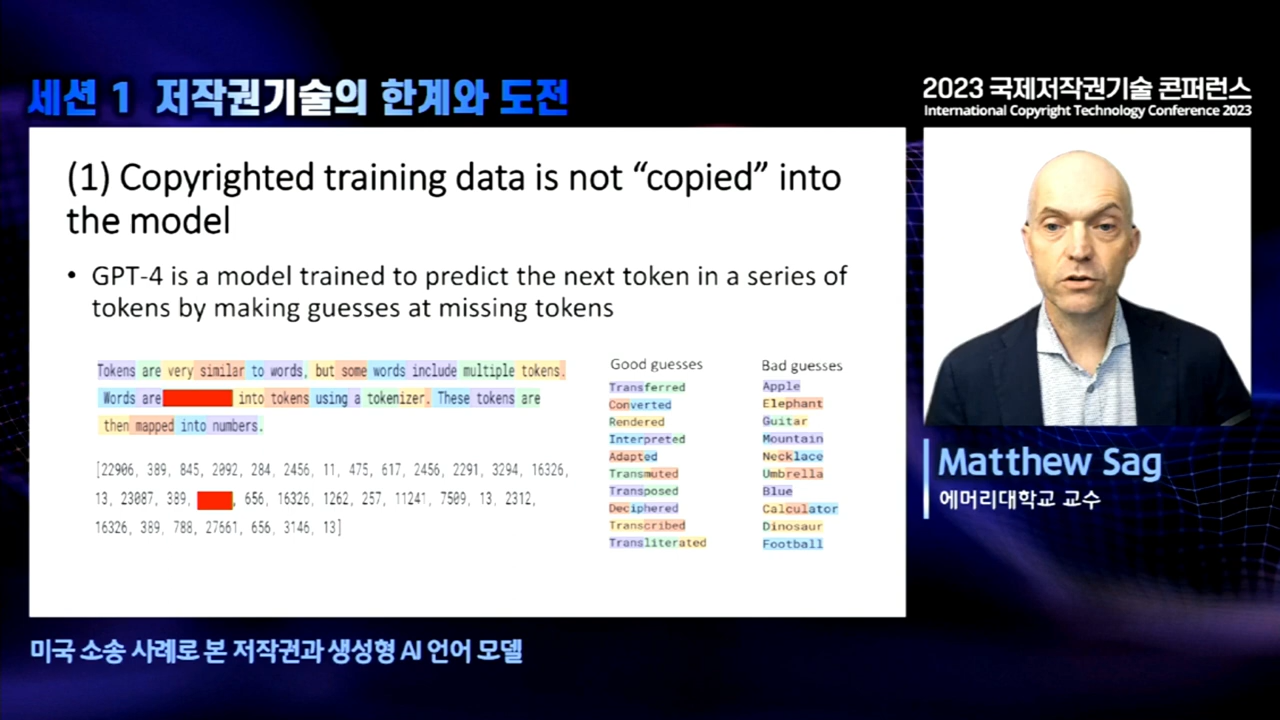 세션 1 저작권기술의 한계와 도전
2023 국제저작권기술 콘퍼런스
International Copyright Technology Conference 2023
(1) Copyrighted training data is not “copied” into
the model
• GPT-4 is a model trained to predict the next token in a series of
tokens by making guesses at missing tokens
Tokens are very similar to words, but some words include multiple tokens.
Words are into tokens using a tokenizer. These tokens are
then mapped into numbers.
[22906, 389, 845, 2092, 284, 2456, 11, 475, 617, 2456, 2291, 3294, 16326,
13, 23087, 389, , 656, 16326, 1262, 257, 11241, 7509, 13, 2312,
16326, 389, 788, 27661, 656, 3146, 13]
Good guesses
Transferred
Converted
Rendered
Interpreted
Adapted
Transmuted
Transposed
Deciphered
Transcribed
Transliterated
Bad guesses
Apple
Elephant
Guitar
Mountain
Necklace
Umbrella
Blue
Calculator
Dinosaur
Football
Matthew Sag
에머리대학교 교수
미국 소송 사례로 본 저작권과 생성형 AI 언어 모델